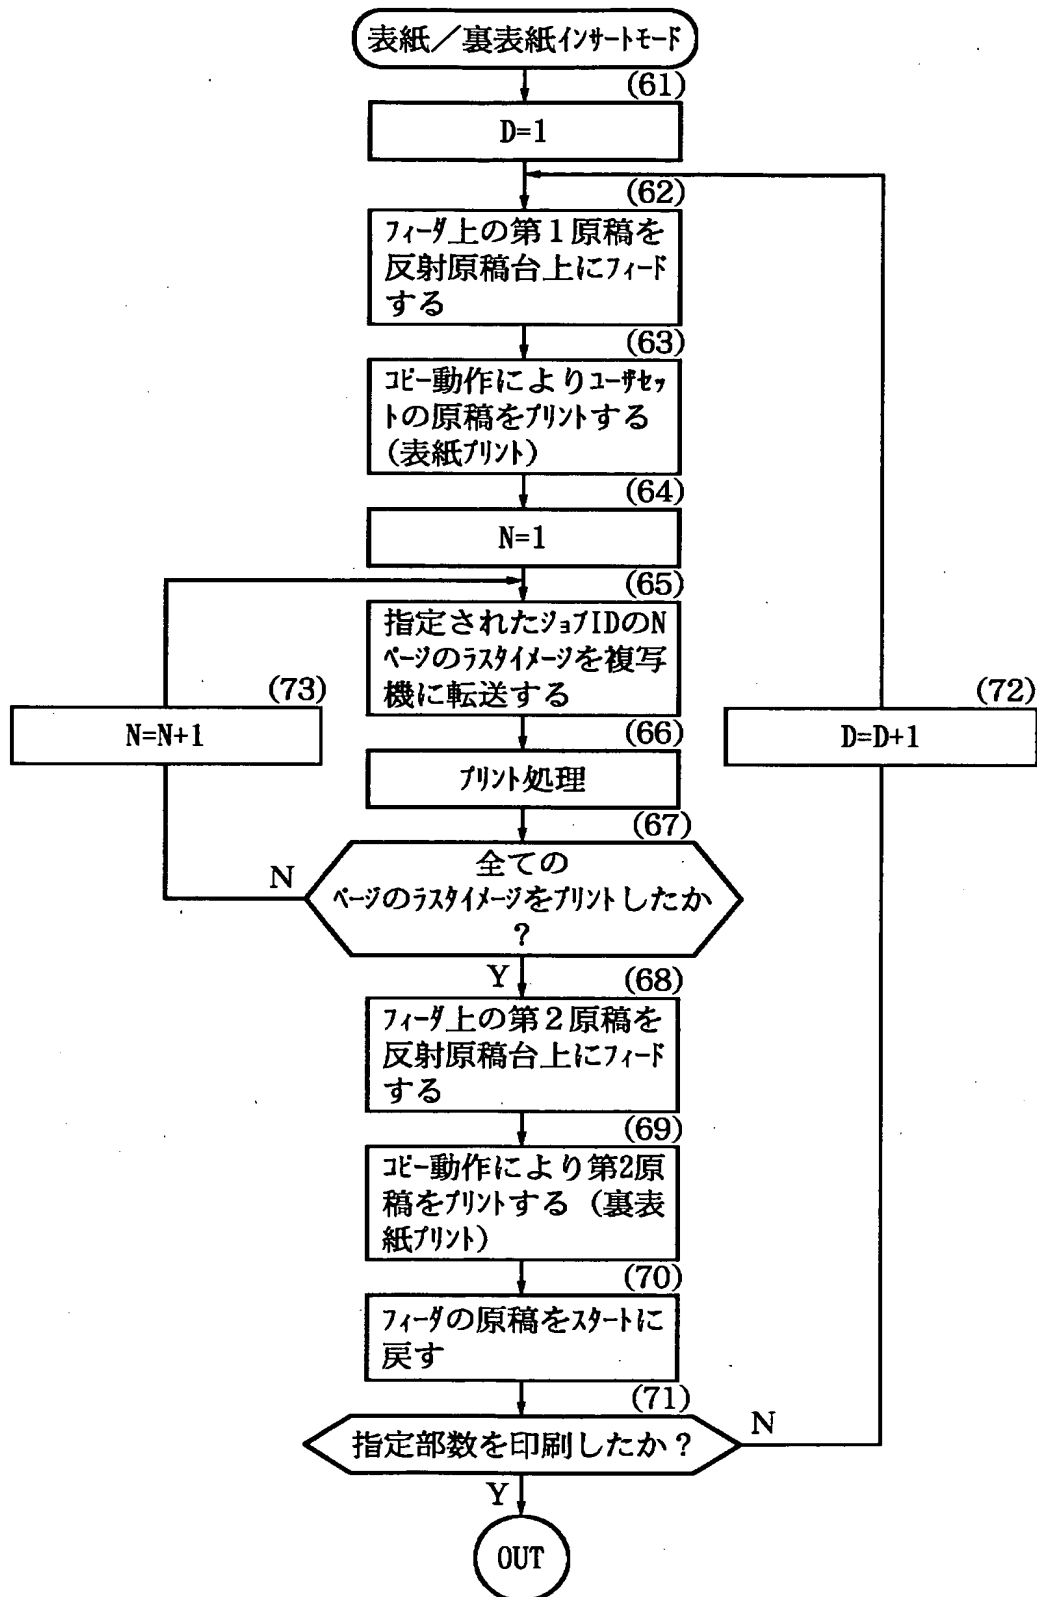 表紙／裏表紙インサートモード
(61)
D=1
(62)
フィーダ上の第1原稿を
反射原稿台上にフィード
する
(63)
コピー動作によりユーザセッ
トの原稿をプリントする
(表紙プリント)
(64)
N=1
(65)
指定されたジョブIDのN
ページのラスタイメージを複写
機に転送する
(73)
N=N+1
(72)
D=D+1
(66)
プリント処理
(67)
全ての
ページのラスタイメージをプリントしたか
?
N
Y
(68)
フィーダ上の第2原稿を
反射原稿台上にフィード
する
(69)
コピー動作により第2原
稿をプリントする (裏表
紙プリント)
(70)
フィーダの原稿をスタートに
戻す
(71)
指定部数を印刷したか?
N
Y
OUT